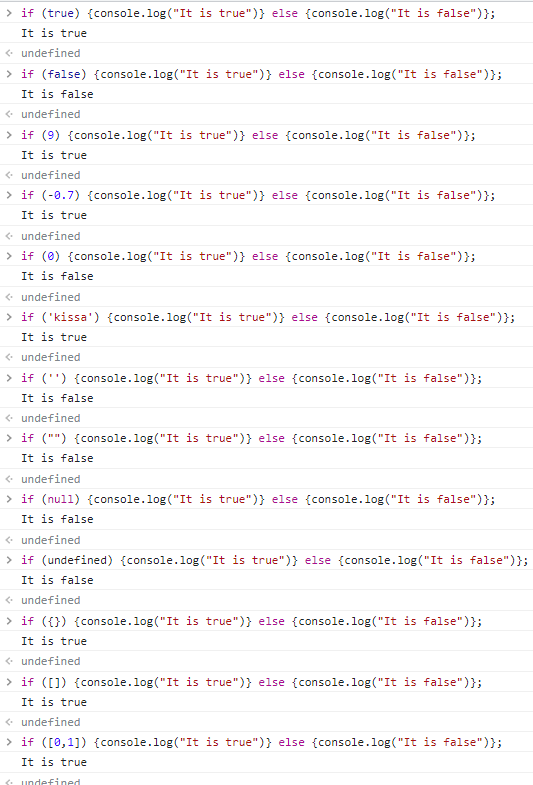 > if (true) {console.log("It is true")} else {console.log("It is false")};
It is true
<· undefined
> if (false) {console.log("It is true")} else {console.log("It is false")};
It is false
<· undefined
> if (9) {console.log("It is true")} else {console.log("It is false")};
It is true
<· undefined
> if (-0.7) {console.log("It is true")} else {console.log("It is false")};
It is true
<· undefined
> if (0) {console.log("It is true")} else {console.log("It is false")};
It is false
<· undefined
> if ('kissa') {console.log("It is true")} else {console.log("It is false")};
It is true
<· undefined
> if ('') {console.log("It is true")} else {console.log("It is false")};
It is false
<· undefined
> if ("") {console.log("It is true")} else {console.log("It is false")};
It is false
<· undefined
> if (null) {console.log("It is true")} else {console.log("It is false")};
It is false
<· undefined
> if (undefined) {console.log("It is true")} else {console.log("It is false")};
It is false
<· undefined
> if ({}) {console.log("It is true")} else {console.log("It is false")};
It is true
<· undefined
> if ([]) {console.log("It is true")} else {console.log("It is false")};
It is true
<· undefined
> if ([0,1]) {console.log("It is true")} else {console.log("It is false")};
It is true
<· undefined